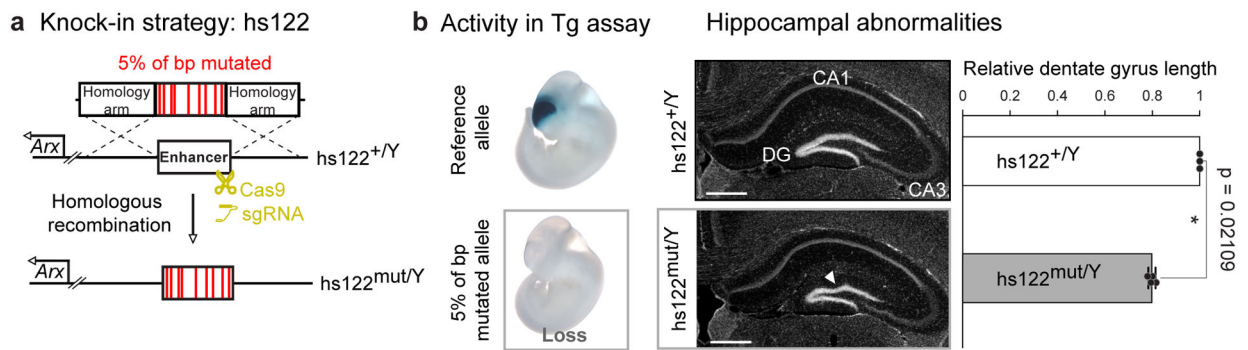 a Knock-in strategy: hs122
5% of bp mutated
Homology
arm
Homology
arm
Arx
Enhancer
hs122+/Y
Cas9
sgRNA
Homologous
recombination
Arx
hs122mut/Y
b Activity in Tg assay
Reference
allele
5% of bp
mutated allele
Loss
Hippocampal abnormalities
hs122+/Y
CA1
DG
CA3
hs122mut/Y
Relative dentate gyrus length
0 0.2 0.4 0.6 0.8 1
hs122+/Y
hs122mut/Y
*
p = 0.02109